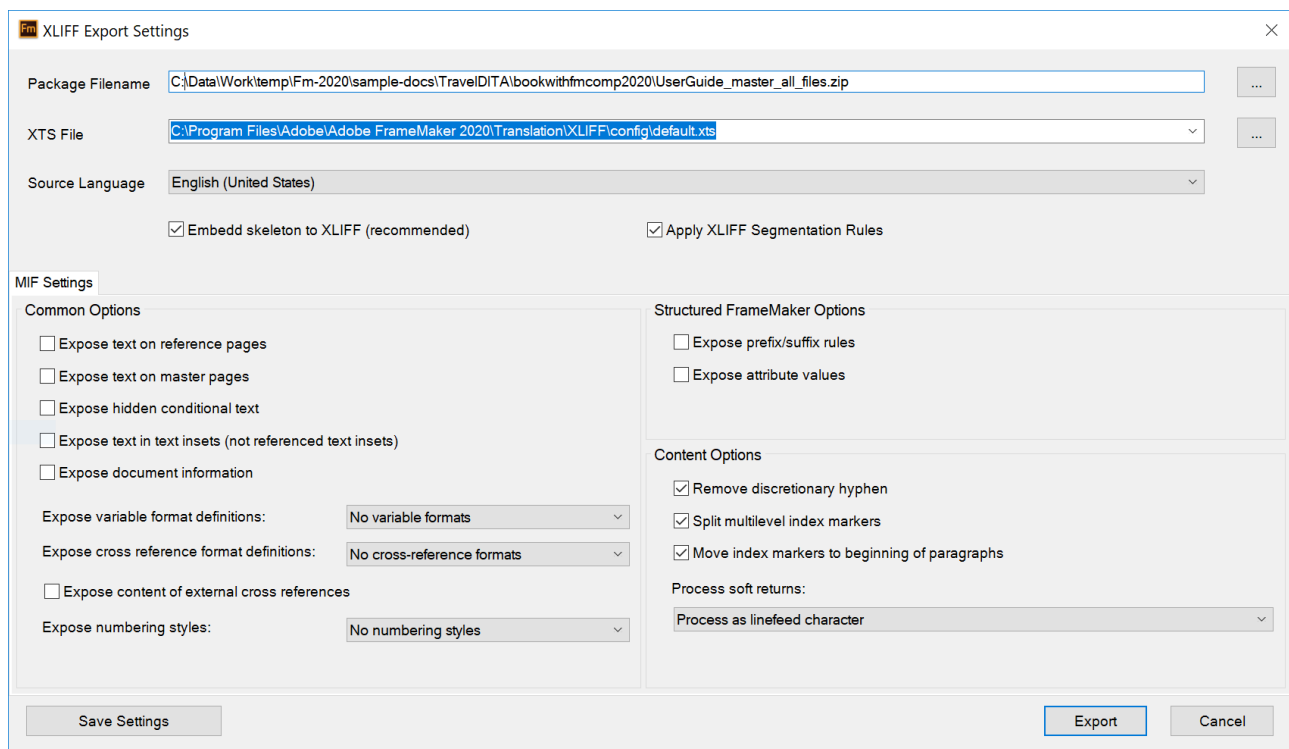 Fm XLIFF Export Settings
Package Filename C:\Data\Work\temp\Fm-2020\sample-docs\TravelDITA\bookwithfmcomp2020\UserGuide_master_all_files.zip ...
XTS File C:\Program Files\Adobe\Adobe FrameMaker 2020\Translation\XLIFF\config\default.xts ...
Source Language English (United States)
Embedd skeleton to XLIFF (recommended) Apply XLIFF Segmentation Rules
MIF Settings
Common Options
Expose text on reference pages
Expose text on master pages
Expose hidden conditional text
Expose text in text insets (not referenced text insets)
Expose document information
Expose variable format definitions: No variable formats
Expose cross reference format definitions: No cross-reference formats
Expose content of external cross references
Expose numbering styles: No numbering styles
Structured FrameMaker Options
Expose prefix/suffix rules
Expose attribute values
Content Options
Remove discretionary hyphen
Split multilevel index markers
Move index markers to beginning of paragraphs
Process soft returns:
Process as linefeed character
Save Settings Export Cancel